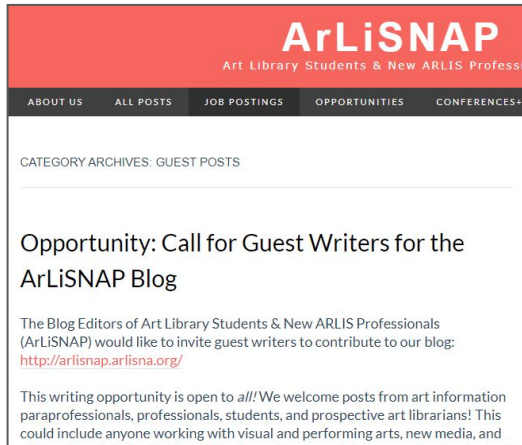 ArLiSNAP
Art Library Students & New ARLIS
ABOUT US ALL POSTS JOB POSTINGS OPPORTUNITIES CONFERENCES+
CATEGORY ARCHIVES: GUEST POSTS
Opportunity: Call for Guest Writers for the
ArLiSNAP Blog
The Blog Editors of Art Library Students & New ARLIS Professionals
(ArLiSNAP) would like to invite guest writers to contribute to our blog:
http://arlisnap.arlisna.org/
This writing opportunity is open to all! We welcome posts from art information
paraprofessionals, professionals, students, and prospective art librarians! This
could include anyone working with visual and performing arts, new media, and